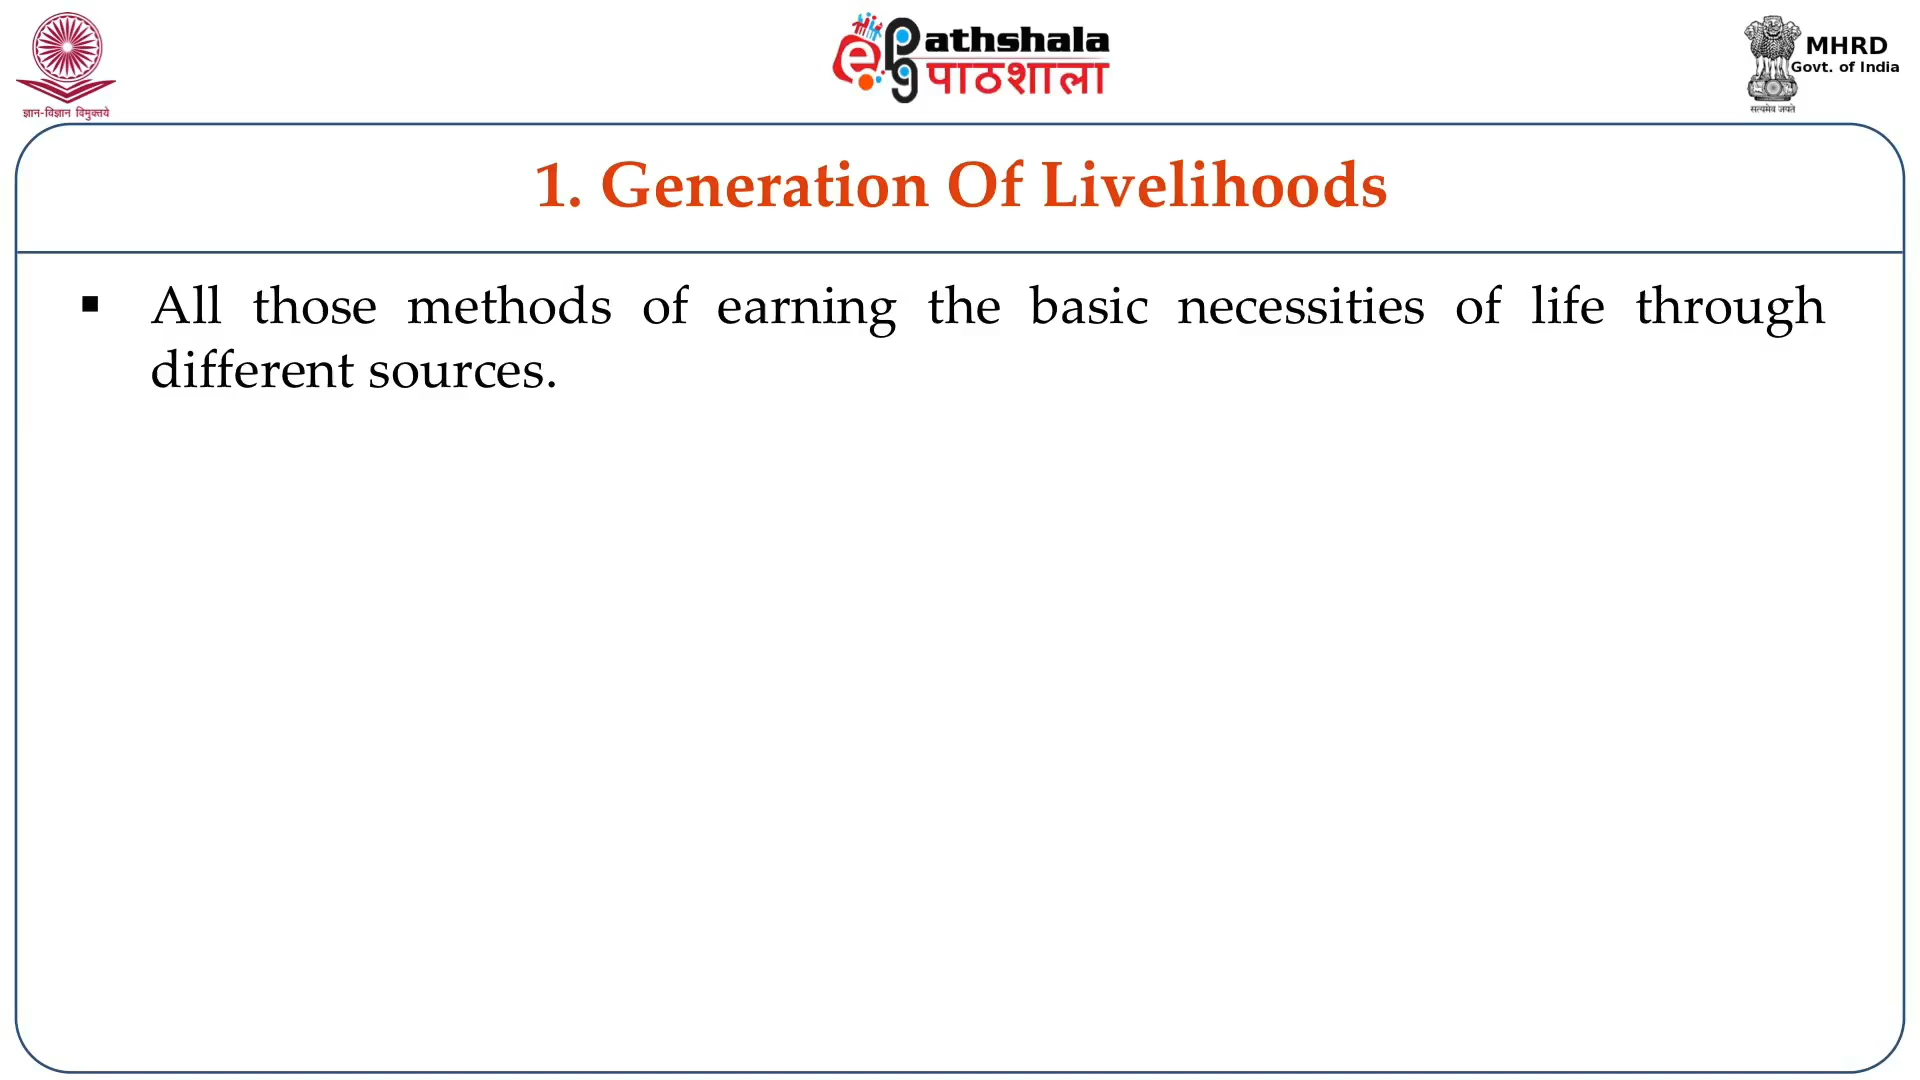 ज्ञान-विज्ञान विमुक्तये
ePathshala
पाठशाला
MHRD
Govt. of India
सत्यमेव जयते
1. Generation Of Livelihoods
▪ All those methods of earning the basic necessities of life through
different sources.